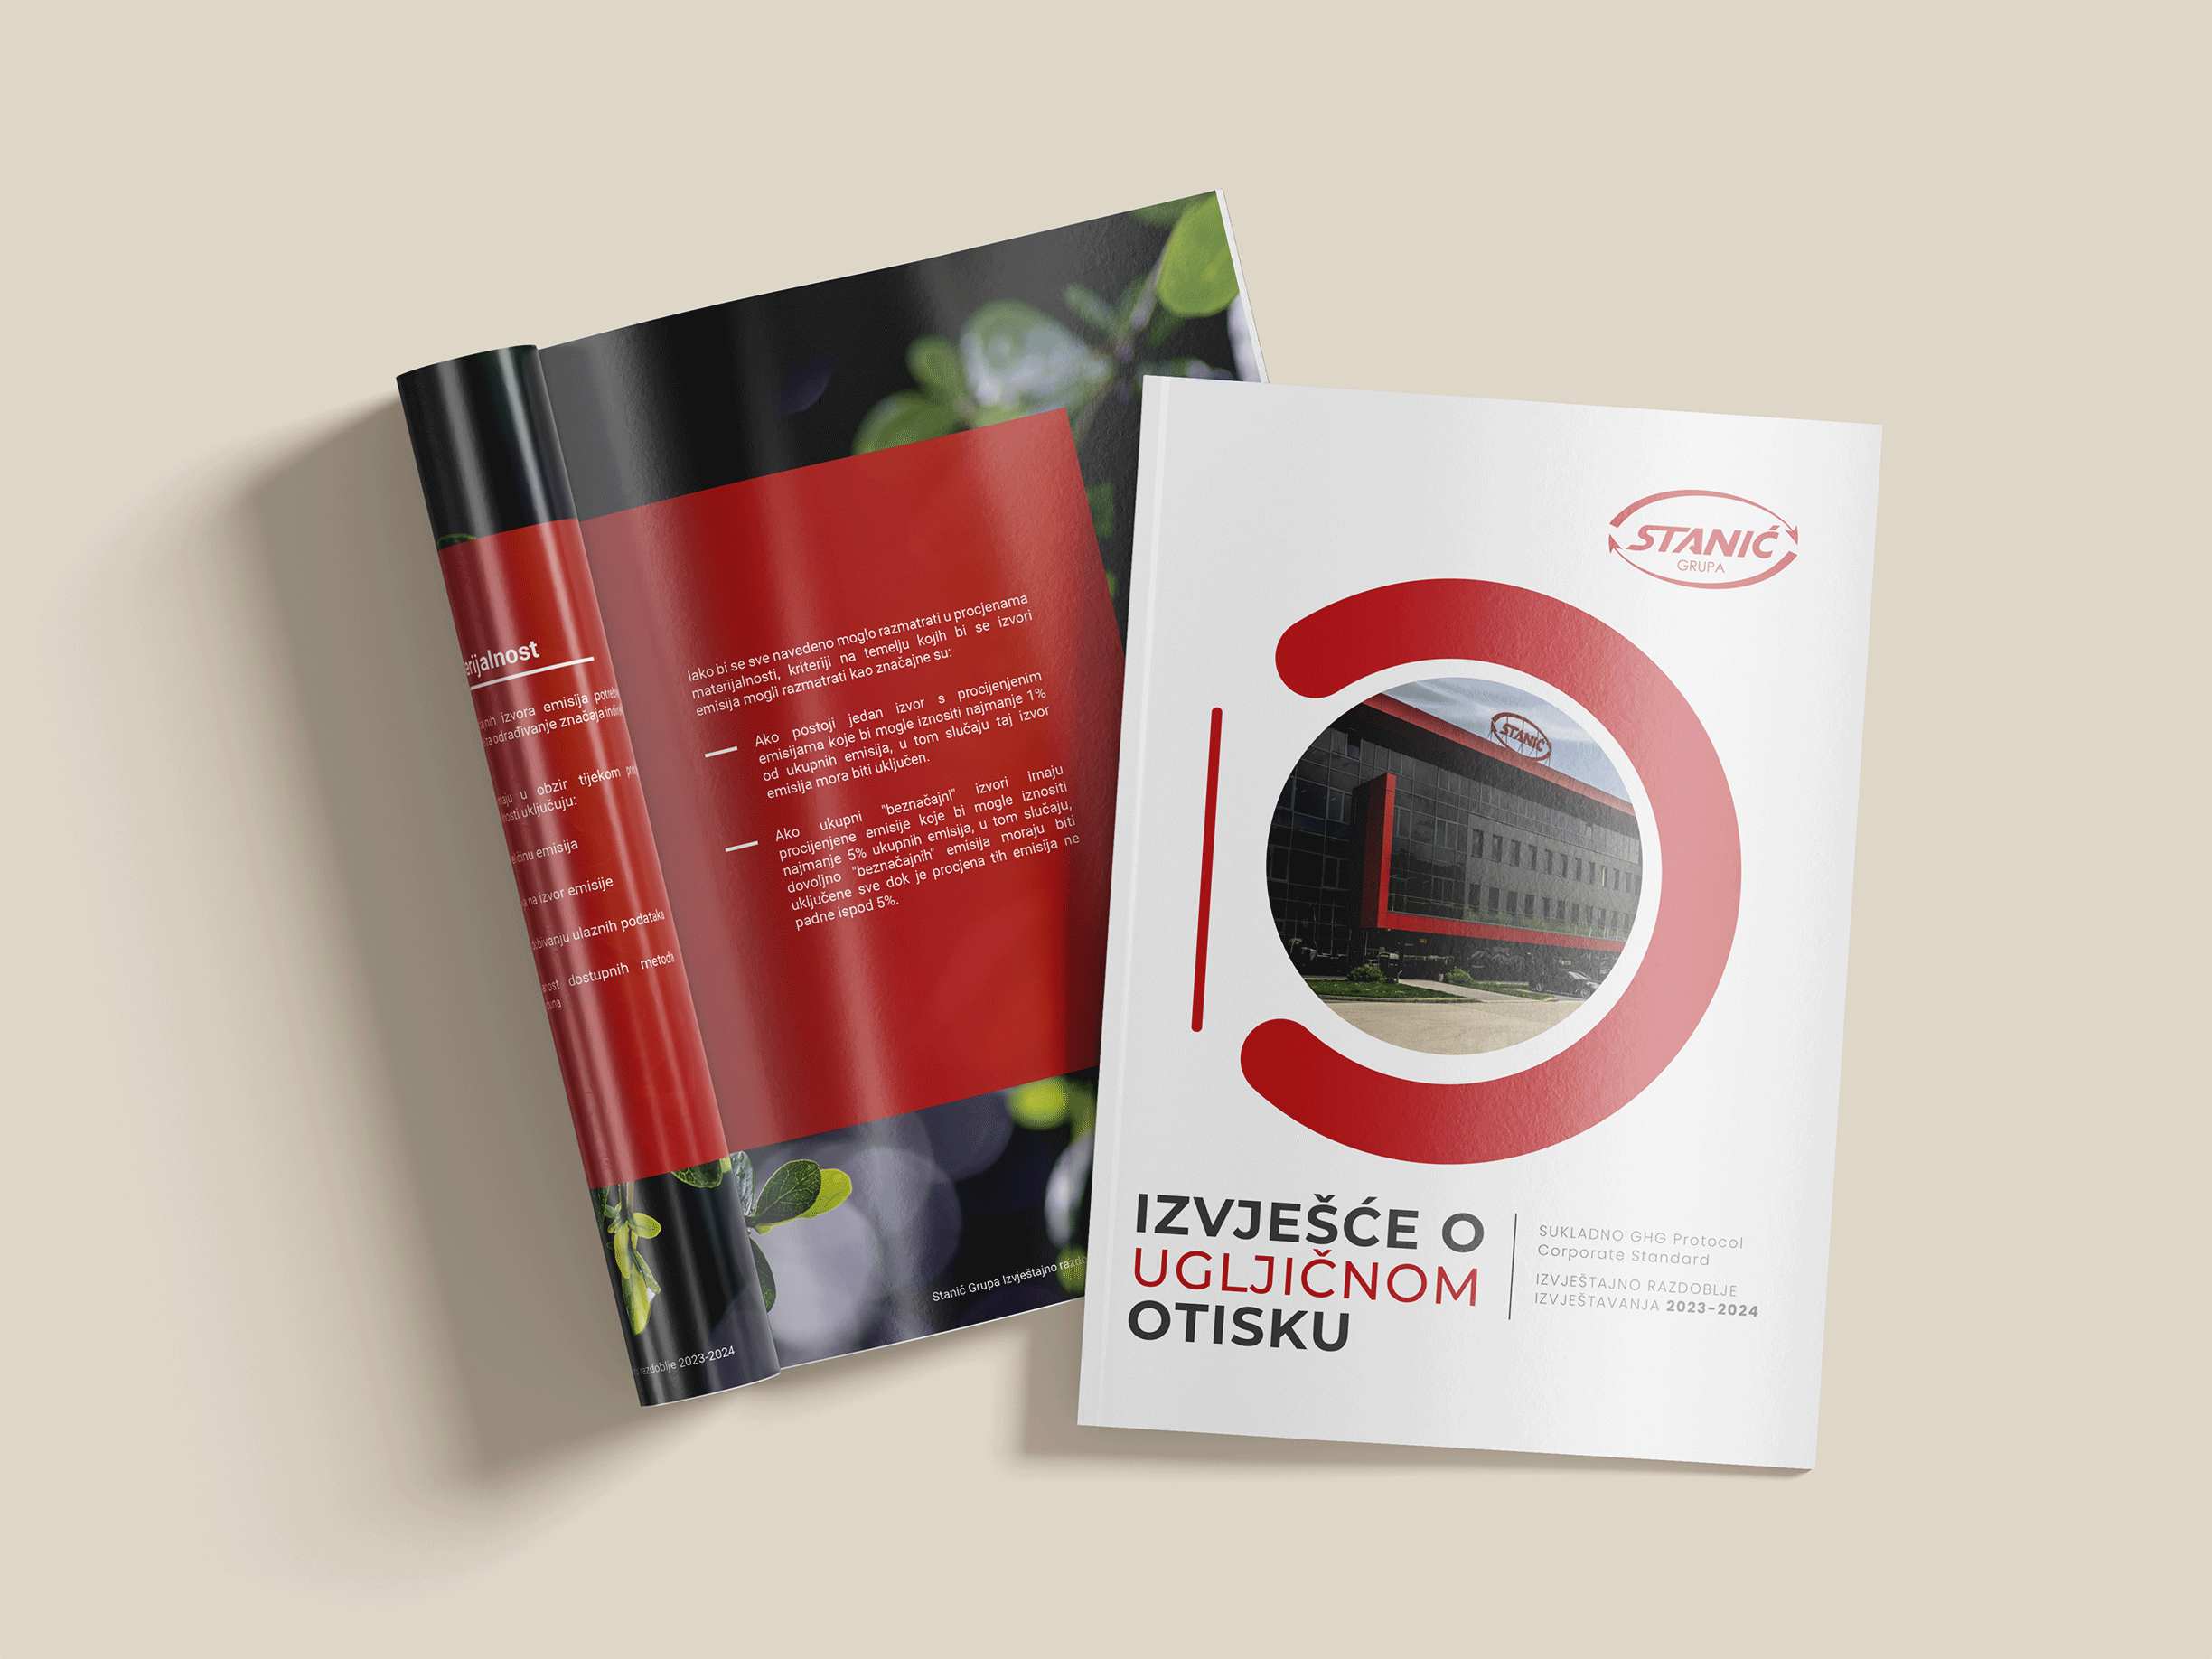 erijalnost
izvora emisija
za odrađivanje značaja
u obzir tijekom
uključuju:
emisija
na izvor emisije
ulaznih podataka
dostupnih metoda
razdoblje 2023-2024
Iako bi se sve navedeno moglo razmatrati u procjenama
materijalnosti, kriteriji na temelju kojih bi se izvori
emisija mogli razmatrati kao značajne su:
Ako postoji jedan izvor s procijenjenim
emisijama koje bi mogle iznositi najmanje 1%
od ukupnih emisija, u tom slučaju taj izvor
emisija mora biti uključen.
Ako ukupni "beznačajni" izvori imaju
procijenjene emisije koje bi mogle iznositi
najmanje 5% ukupnih emisija, u tom slučaju,
dovoljno "beznačajnih" emisija moraju biti
uključene sve dok je procjena tih emisija ne
padne ispod 5%.
Stanić Grupa Izvještajno
STANIĆ
GRUPA
STANIĆ
IZVJEŠĆE O
UGLJIČNOM
OTISKU
SUKLADNO GHG Protocol
Corporate Standard
IZVJEŠTAJNO RAZDOBLJE
IZVJEŠTAVANJA 2023-2024